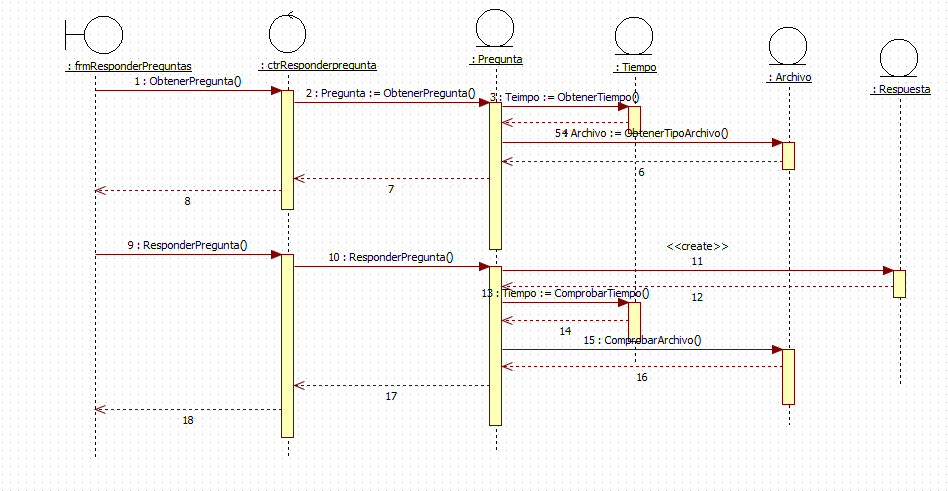 : frmResponderPreguntas
: ctrResponderpregunta
: Pregunta
: Tiempo
: Archivo
: Respuesta
1 : ObtenerPregunta()
2 : Pregunta := ObtenerPregunta()
3 : Teimpo := ObtenerTiempo()
54 Archivo := ObtenerTipoArchivo()
6
7
8
9 : ResponderPregunta()
10 : ResponderPregunta()
<<create>>
11
12
13 : Tiempo := ComprobarTiempo()
14
15 : ComprobarArchivo()
16
17
18